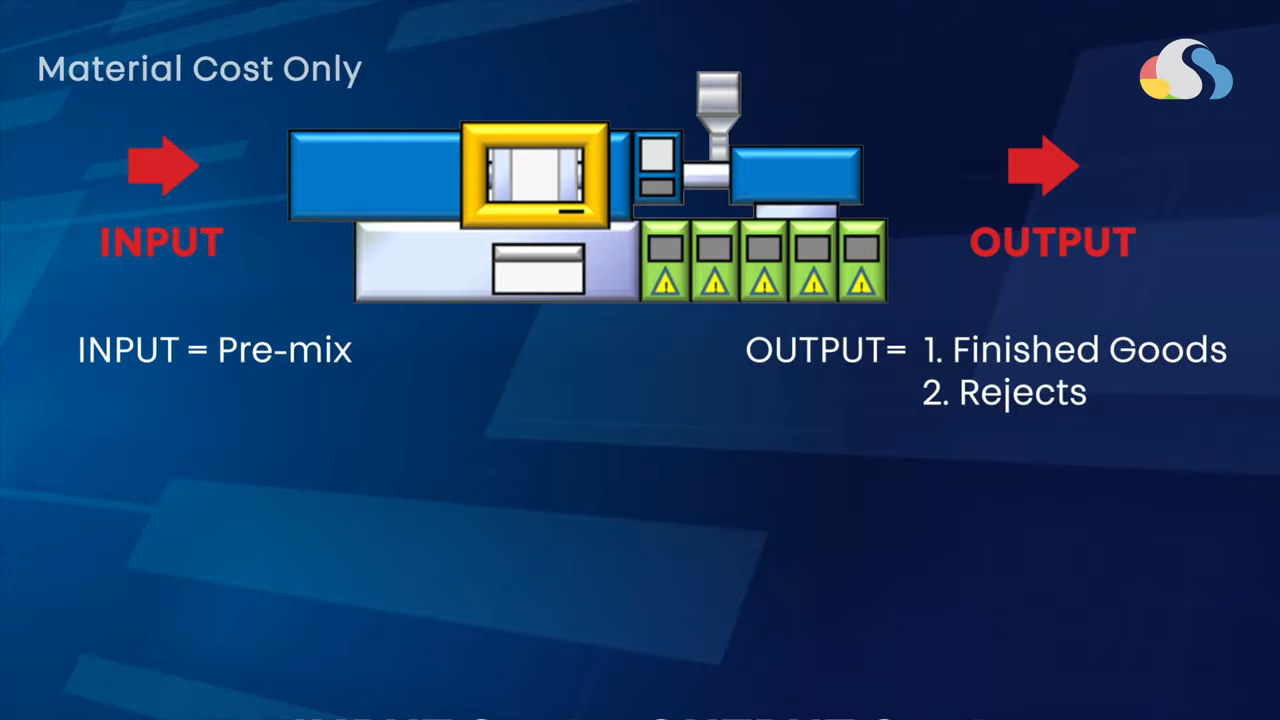 Material Cost Only
INPUT
OUTPUT
INPUT = Pre-mix
OUTPUT= 1. Finished Goods
2. Rejects